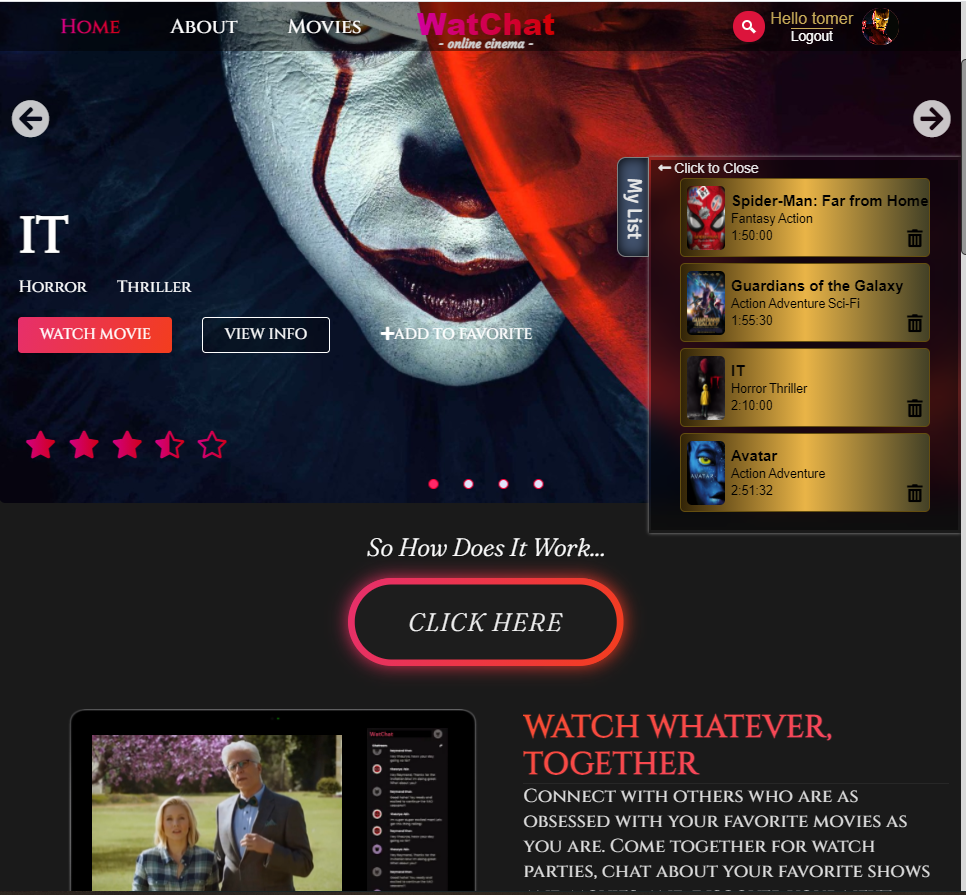 Home About Movies
WatChat
- online cinema -
Hello tomer
Logout
Click to Close
My List
Spider-Man: Far from Home
Fantasy Action
1:50:00
Guardians of the Galaxy
Action Adventure Sci-Fi
1:55:30
IT
Horror Thriller
2:10:00
Avatar
Action Adventure
2:51:32
IT
Horror Thriller
WATCH MOVIE VIEW INFO +ADD TO FAVORITE
So How Does It Work...
CLICK HERE
WatChat
AVATAR
WATCH WHATEVER,
TOGETHER
Connect with others who are as
obsessed with your favorite movies as
you are. Come together for watch
parties, chat about your favorite shows